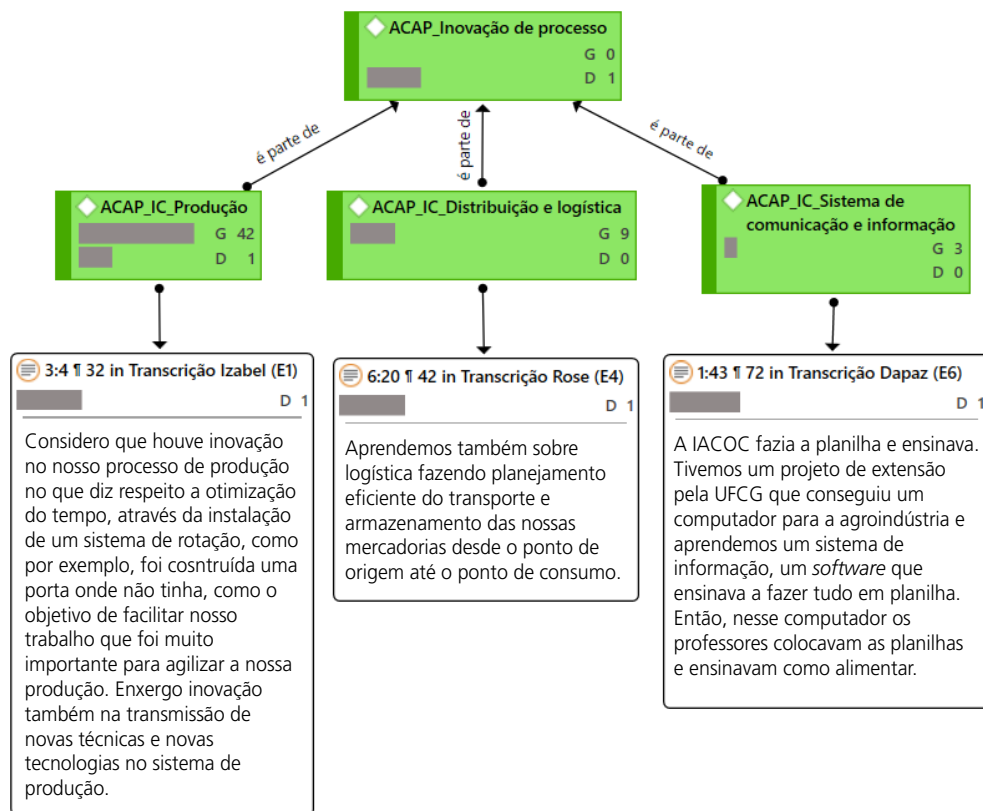 ACAP_Inovação de processo
G 0
D 1
é parte de
é parte de
é parte de
ACAP_IC_Produção
G 42
D 1
ACAP_IC_Distribuição e logística
G 9
D 0
ACAP_IC_Sistema de
comunicação e informação
G 3
D 0
3:4 ¶ 32 in Transcrição Izabel (E1)
D 1
Considero que houve inovação
no nosso processo de produção
no que diz respeito a otimização
do tempo, através da instalação
de um sistema de rotação, como
por exemplo, foi cosntruída uma
porta onde não tinha, como o
objetivo de facilitar nosso
trabalho que foi muito
importante para agilizar a nossa
produção. Enxergo inovação
também na transmissão de
novas técnicas e novas
tecnologias no sistema de
produção.
6:20 ¶ 42 in Transcrição Rose (E4)
D 1
Aprendemos também sobre
logística fazendo planejamento
eficiente do transporte e
armazenamento das nossas
mercadorias desde o ponto de
origem até o ponto de consumo.
1:43 ¶ 72 in Transcrição Dapaz (E6)
D 1
A IACOC fazia a planilha e ensinava.
Tivemos um projeto de extensão
pela UFCG que conseguiu um
computador para a agroindústria e
aprendemos um sistema de
informação, um software que
ensinava a fazer tudo em planilha.
Então, nesse computador os
professores colocavam as planilhas
e ensinavam como alimentar.